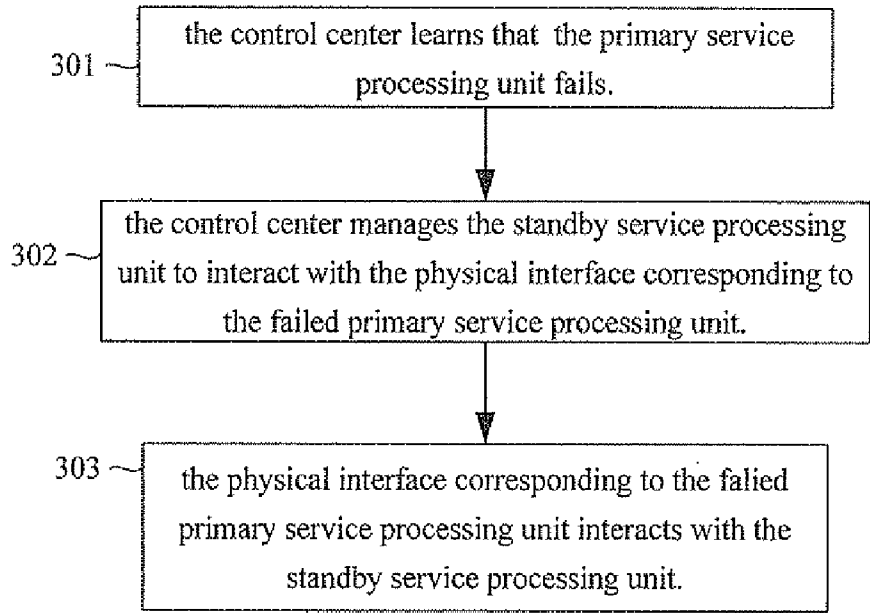 301
the control center learns that the primary service
processing unit fails.
302
the control center manages the standby service processing
unit to interact with the physical interface corresponding to
the failed primary service processing unit.
303
the physical interface corresponding to the falied
primary service processing unit interacts with the
standby service processing unit.